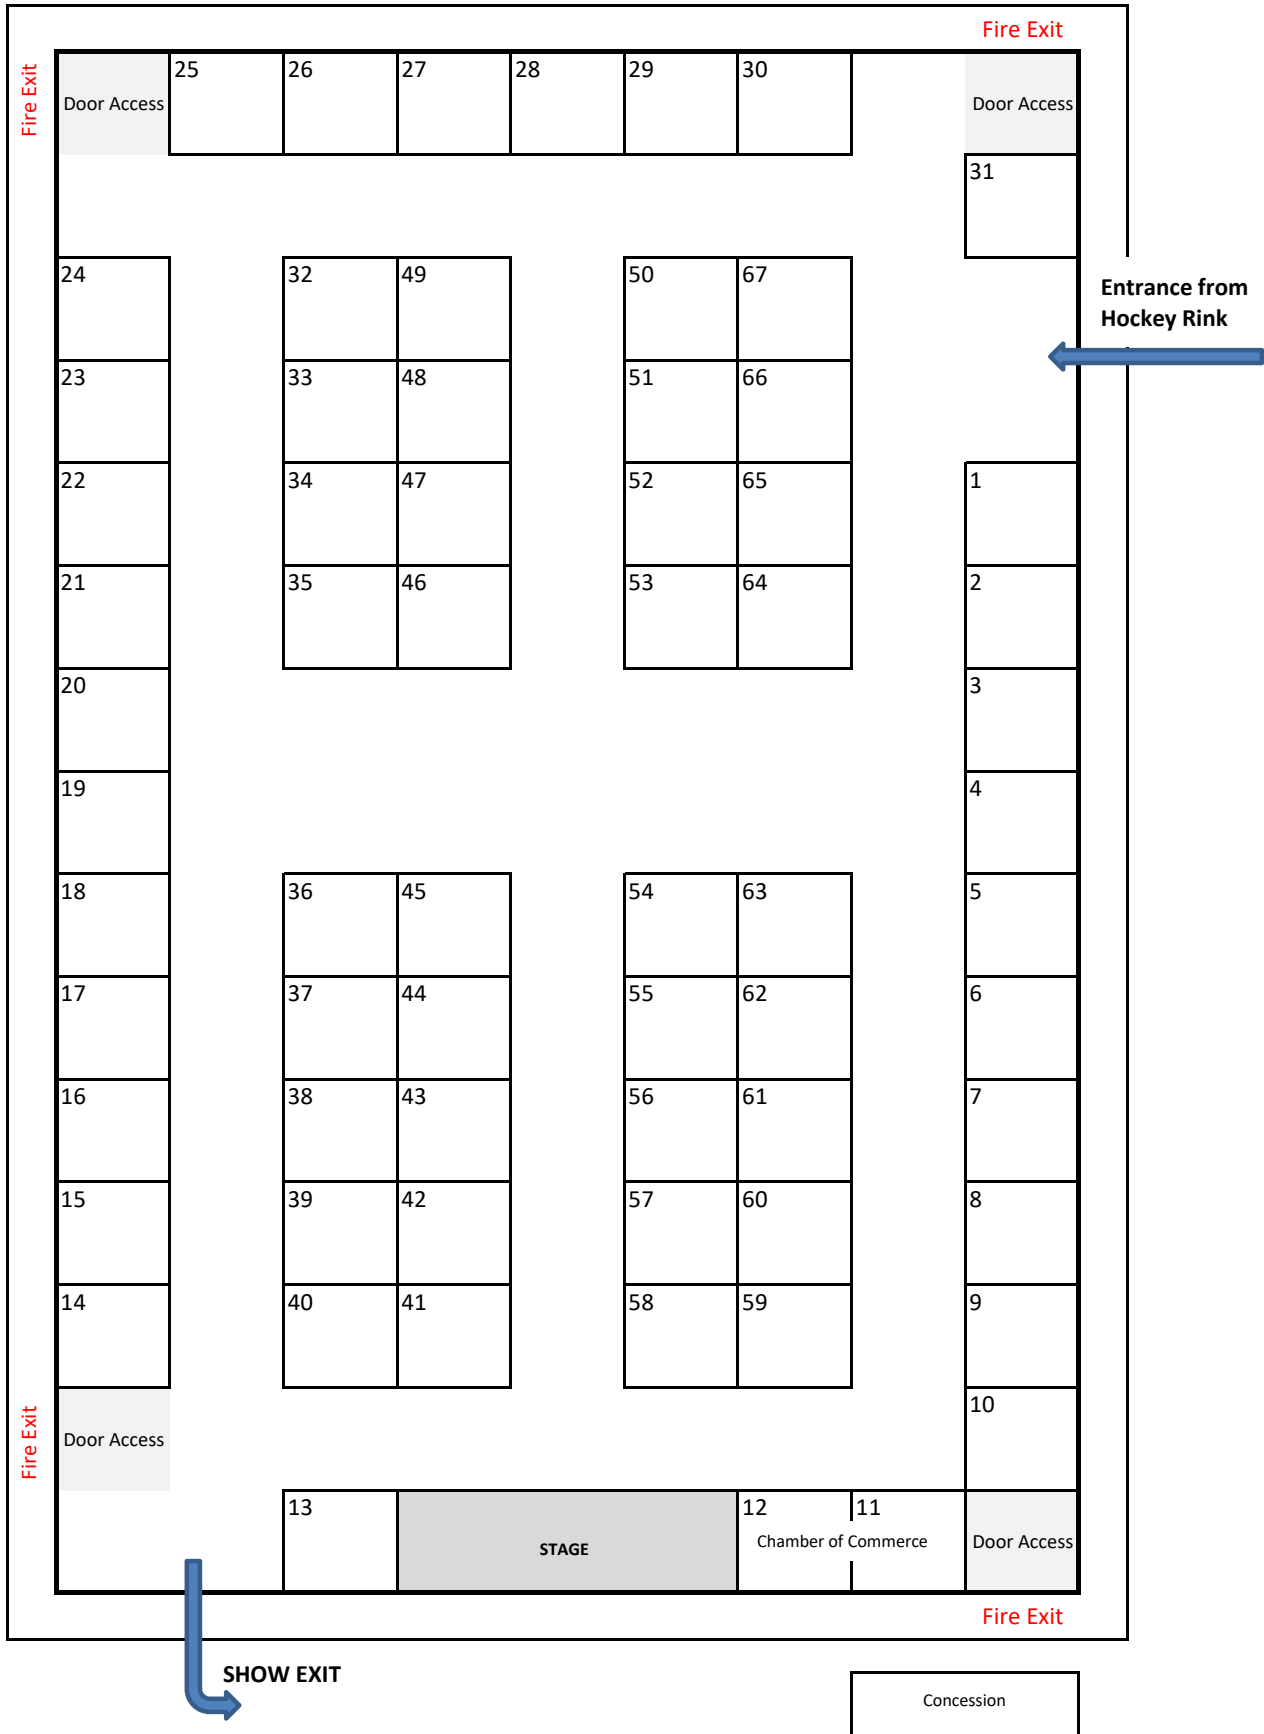 Fire Exit
Fire Exit
Door Access
25 26 27 28 29 30
Door Access
31
24 32 49 50 67
Entrance from
Hockey Rink
23 33 48 51 66
22 34 47 52 65 1
21 35 46 53 64 2
20 3
19 4
18 36 45 54 63 5
17 37 44 55 62 6
16 38 43 56 61 7
15 39 42 57 60 8
14 40 41 58 59 9
10
Fire Exit
Door Access
13 12 11
STAGE
Chamber of Commerce
Door Access
Fire Exit
SHOW EXIT
Concession